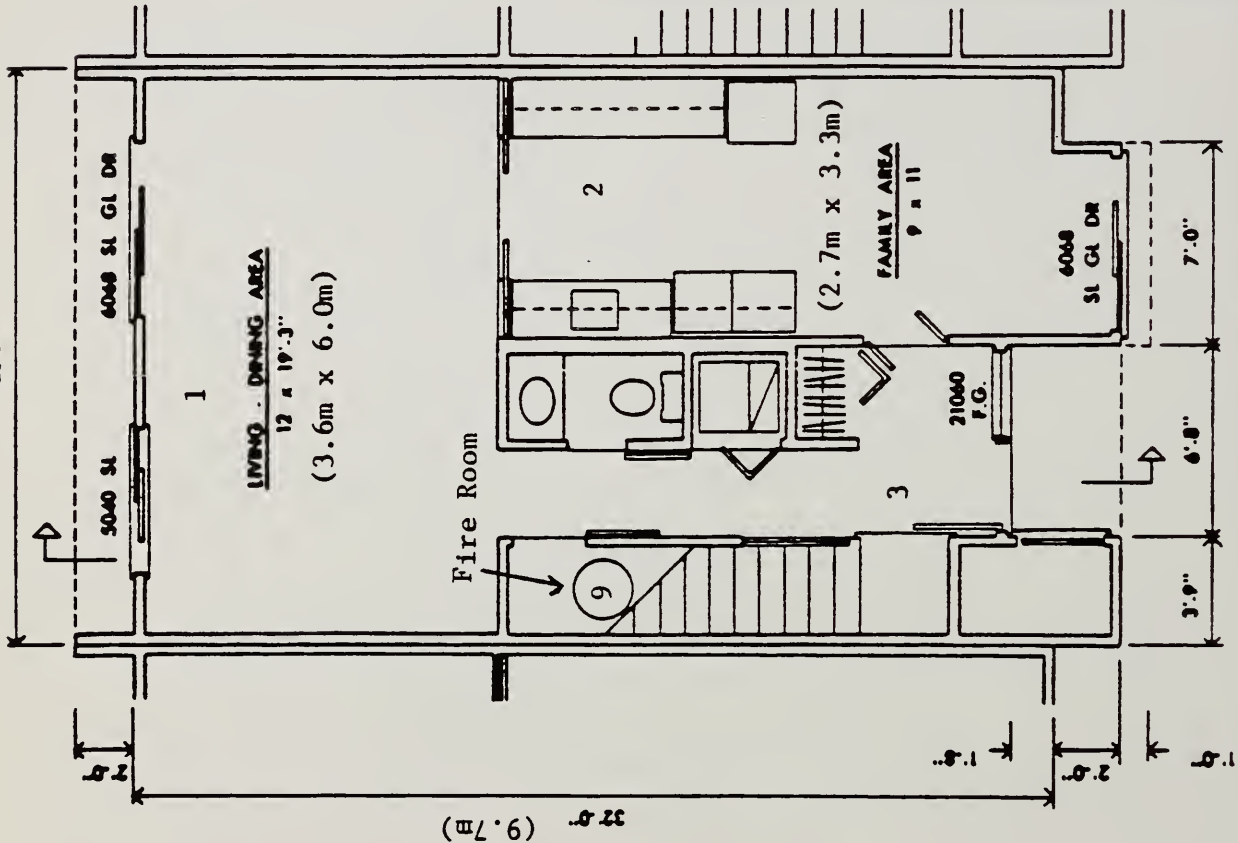 5040 SL
6068 SL GL DR
1
LIVING . DINING AREA
12 x 19'-3"
(3.6m x 6.0m)
Fire Room
9
2
(2.7m x 3.3m)
FAMILY AREA
9 x 11
3
21060
F.G.
6068
SL GL DR
3'-9"
6'-8"
7'-0"
2'-0"
32'-0"
(9.7m)
1'-8"
2'-0"
1'-0"